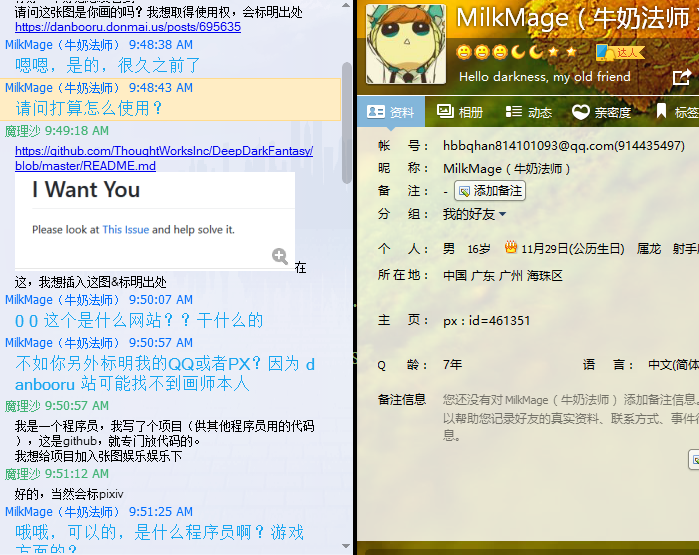 请问这张图是你画的吗？我想取得使用权，会标明出处
https://danbooru.donmai.us/posts/695635
MilkMage（牛奶法师） 9:48:38 AM
嗯嗯，是的，很久之前了
MilkMage（牛奶法师） 9:48:43 AM
请问打算怎么使用？
魔理沙 9:49:18 AM
https://github.com/ThoughtWorksInc/DeepDarkFantasy/
blob/master/README.md
I Want You
Please look at This Issue and help solve it.
在
这，我想插入这图&标明出处
MilkMage（牛奶法师） 9:50:07 AM
0 0 这个是什么网站？？干什么的
MilkMage（牛奶法师） 9:50:57 AM
不如你另外标明我的QQ或者PX？因为 d
anbooru 站可能找不到画师本人
魔理沙 9:50:57 AM
我是一个程序员，我写了个项目（供其他程序员用的代码
），这是github，就专门放代码的。
我想给项目加入张图娱乐娱乐下
魔理沙 9:51:12 AM
好的，当然会标pixiv
MilkMage（牛奶法师） 9:51:25 AM
哦哦，可以的，是什么程序员啊？游戏
方面的？
MilkMage（牛奶法师）
达人
Hello darkness, my old friend
资料 相册 动态 亲密度 标签
帐 号： hbbqhan814101093@qq.com(914435497)
昵 称： MilkMage（牛奶法师）
备 注： - 添加备注
分 组： 我的好友
个 人： 男 16岁 11月29日(公历生日) 属龙 射手
所在地： 中国 广东 广州 海珠区
主 页： px：id=461351
Q 龄： 7年 语 言： 中文(简体
备注信息 您还没有对 MilkMage（牛奶法师） 添加备注信息。
以帮助您记录好友的真实资料、联系方式、事件
息。